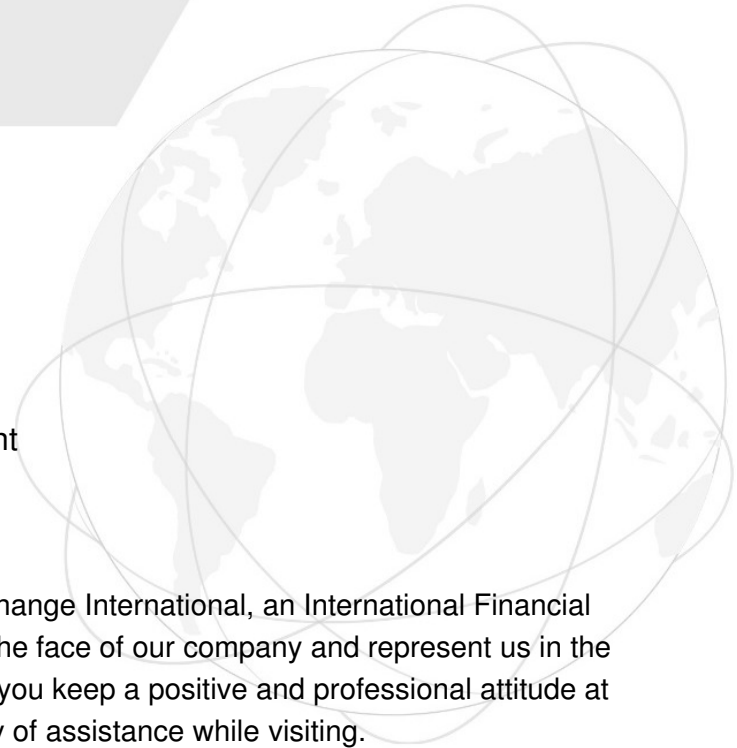 nt
hange International, an International Financial
he face of our company and represent us in the
you keep a positive and professional attitude at
y of assistance while visiting.